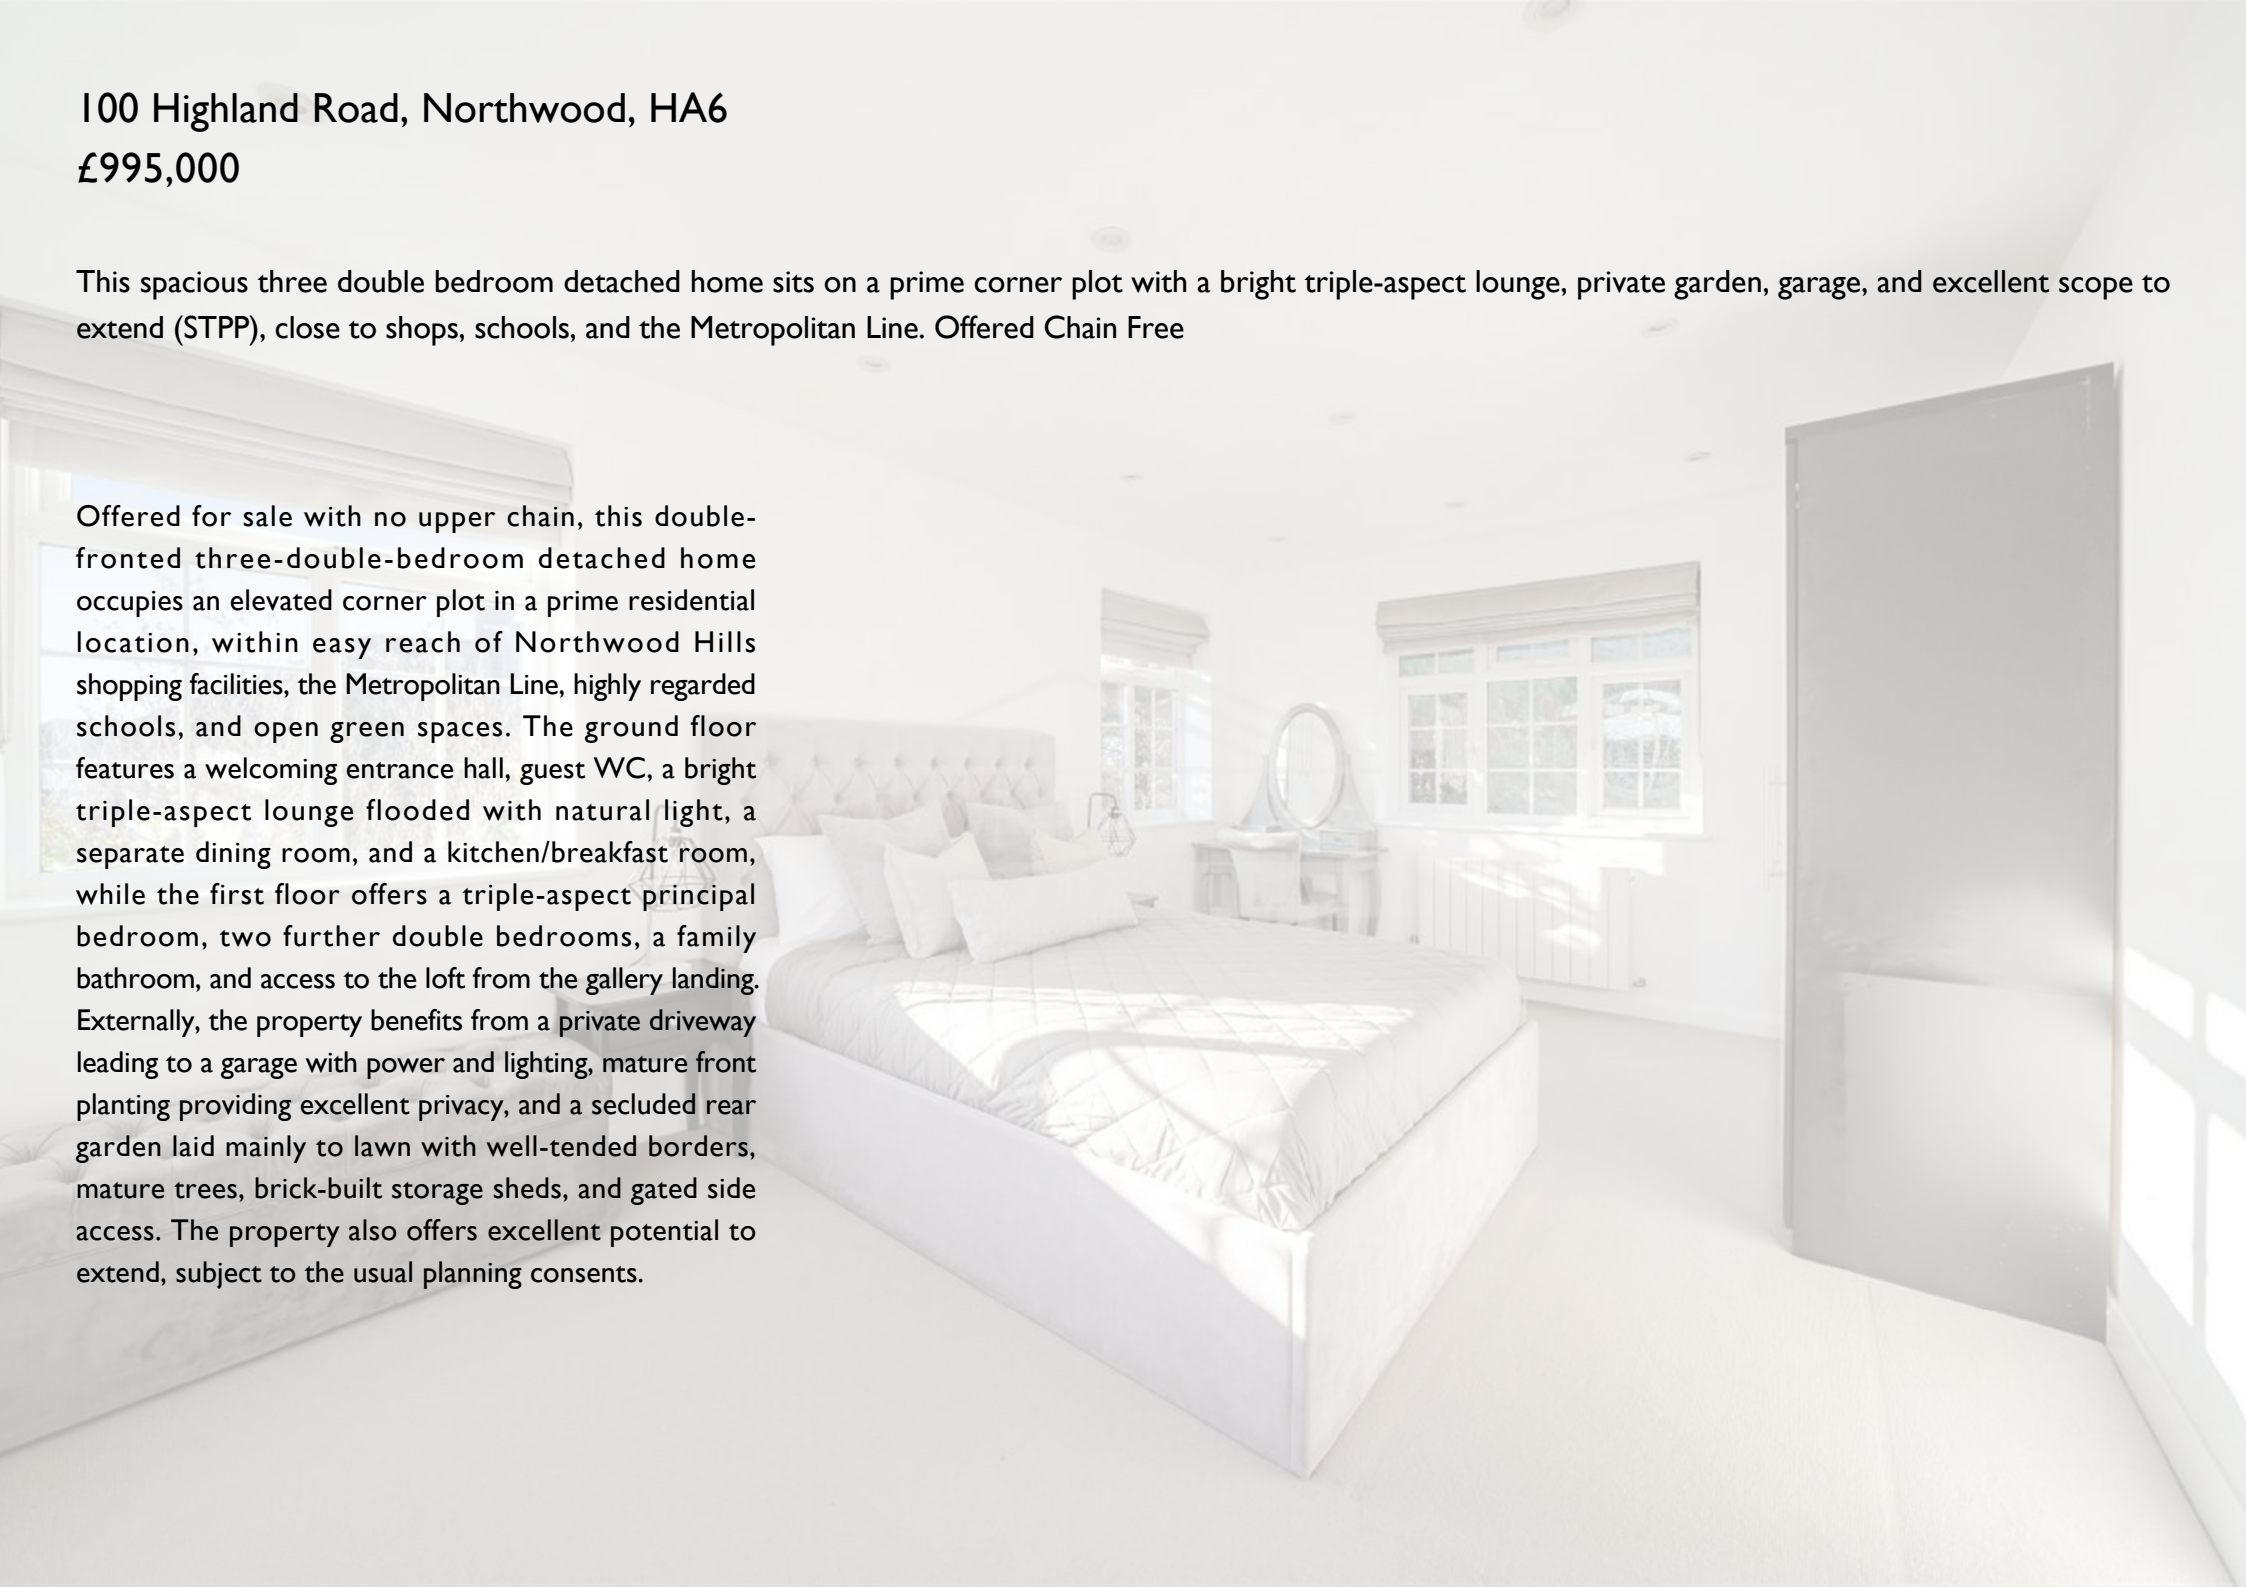 100 Highland Road, Northwood, HA6
£995,000
This spacious three double bedroom detached home sits on a prime corner plot with a bright triple-aspect lounge, private garden, garage, and excellent scope to
extend (STPP), close to shops, schools, and the Metropolitan Line. Offered Chain Free
Offered for sale with no upper chain, this double-
fronted three-double-bedroom detached home
occupies an elevated corner plot in a prime residential
location, within easy reach of Northwood Hills
shopping facilities, the Metropolitan Line, highly regarded
schools, and open green spaces. The ground floor
features a welcoming entrance hall, guest WC, a bright
triple-aspect lounge flooded with natural light, a
separate dining room, and a kitchen/breakfast room,
while the first floor offers a triple-aspect principal
bedroom, two further double bedrooms, a family
bathroom, and access to the loft from the gallery landing.
Externally, the property benefits from a private driveway
leading to a garage with power and lighting, mature front
planting providing excellent privacy, and a secluded rear
garden laid mainly to lawn with well-tended borders,
mature trees, brick-built storage sheds, and gated side
access. The property also offers excellent potential to
extend, subject to the usual planning consents.